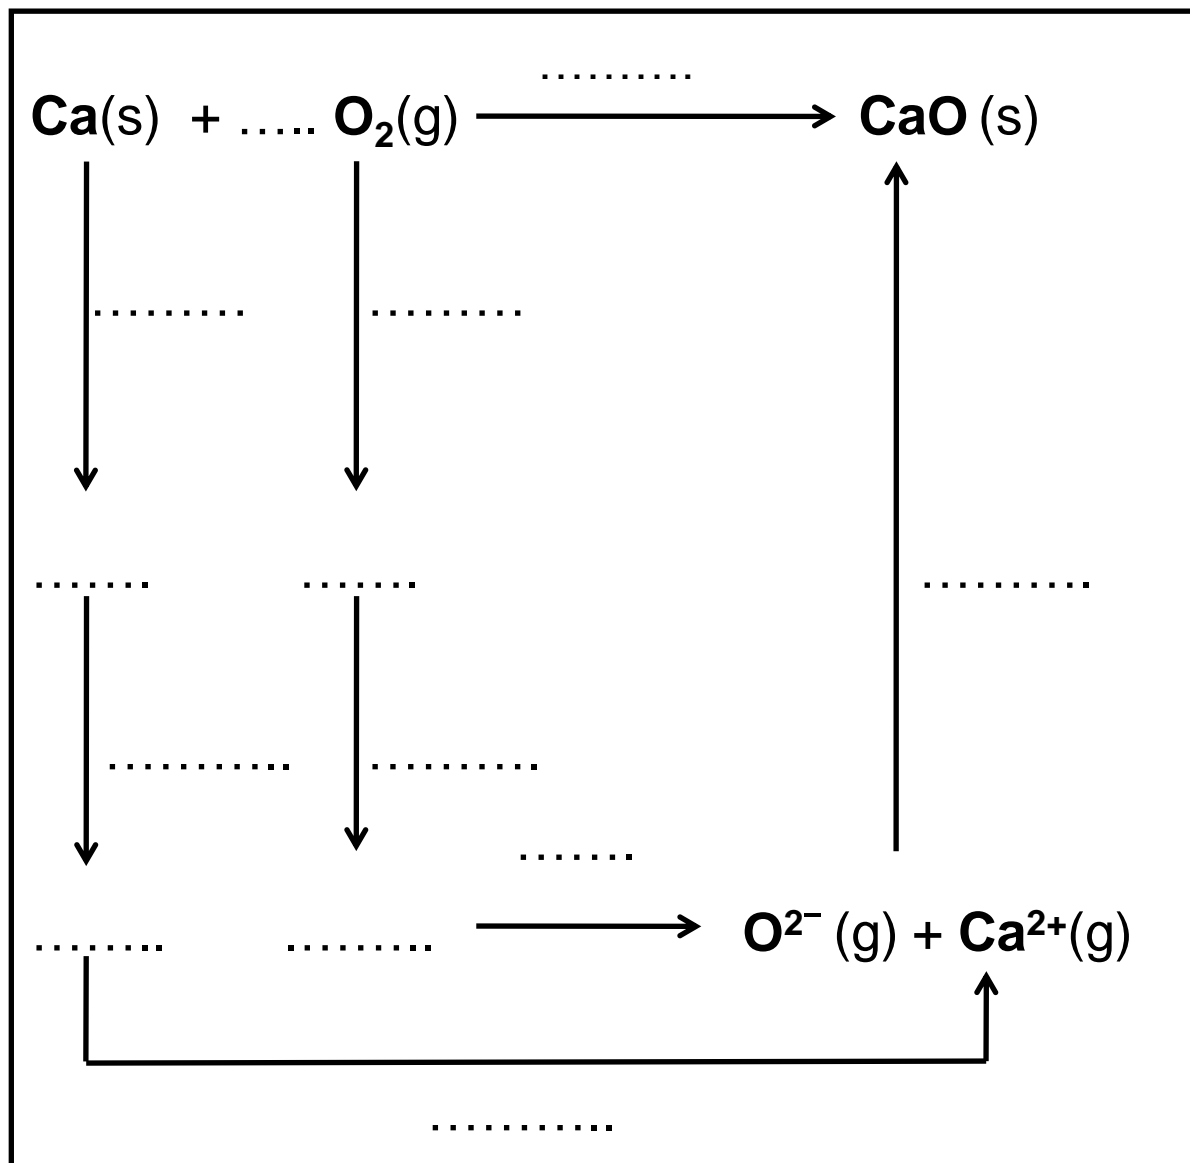 ..........
Ca(s) + ..... O₂(g) CaO (s)
......... .........
....... ....... ..........
........... ..........
.......
........ ......... O²⁻ (g) + Ca²⁺(g)
...........